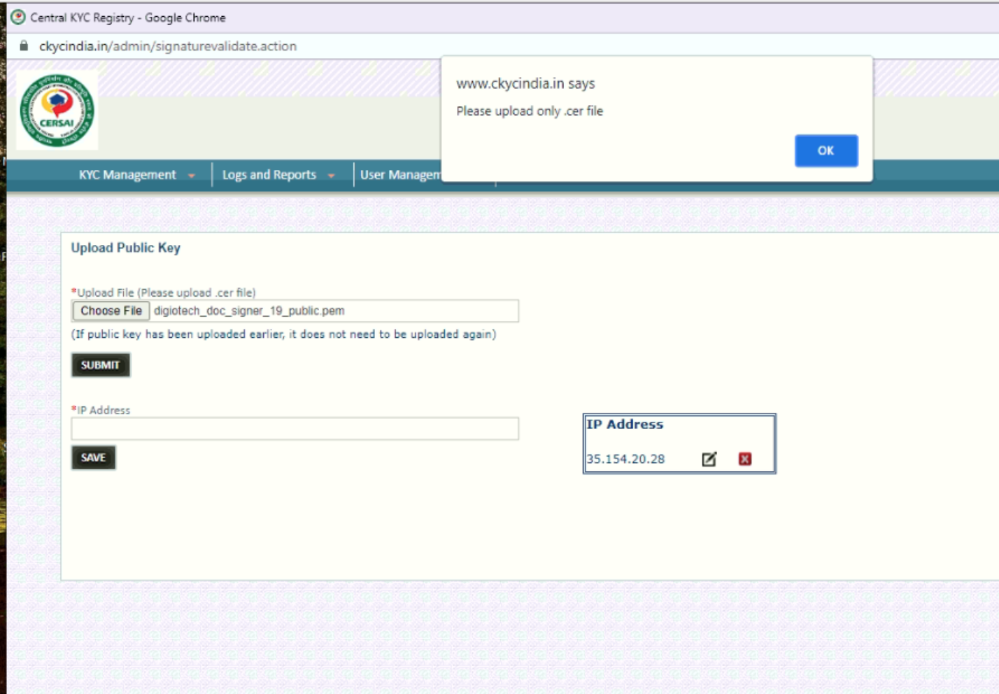 Central KYC Registry - Google Chrome
ckycindia.in/admin/signaturevalidate.action
www.ckycindia.in says
Please upload only .cer file
OK
CERSAI
KYC Management
Logs and Reports
User Managem
Upload Public Key
*Upload File (Please upload .cer file)
Choose File digiotech_doc_signer_19_public.pem
(If public key has been uploaded earlier, it does not need to be uploaded again)
SUBMIT
*IP Address
SAVE
IP Address
35.154.20.28